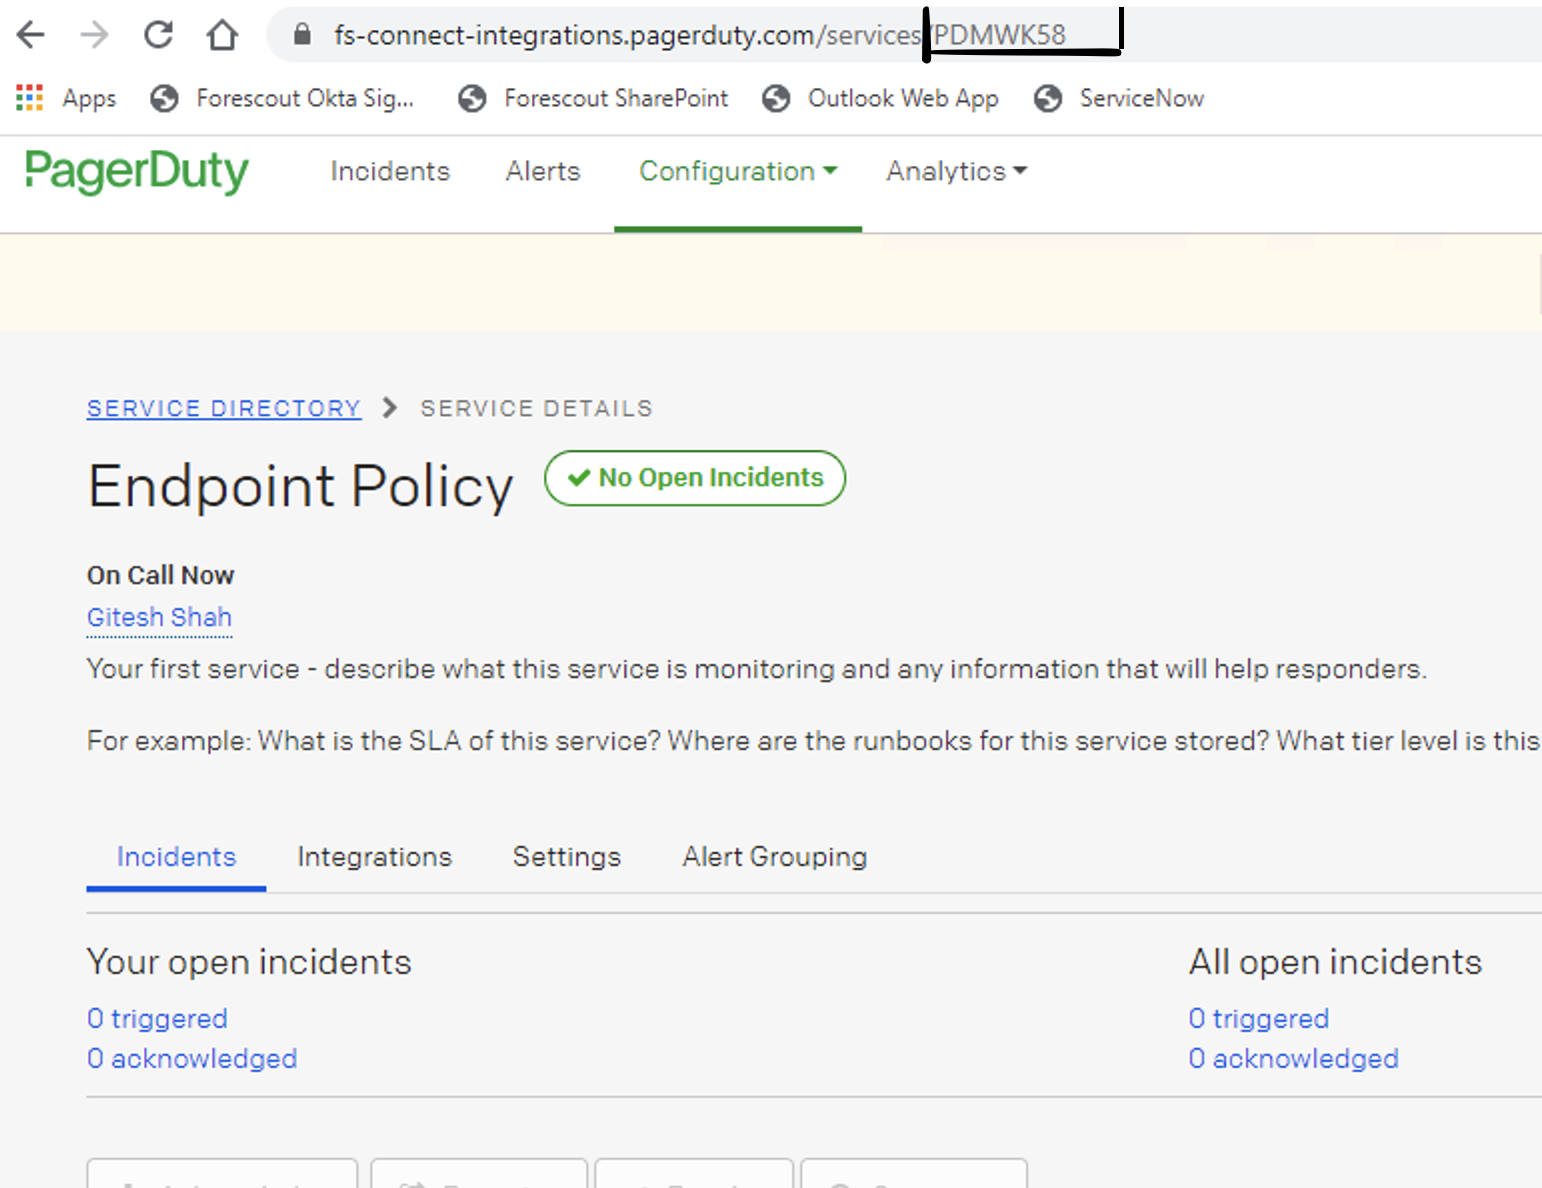 fs-connect-integrations.pagerduty.com/services/PDMWK58
Apps Forescout Okta Sig... Forescout SharePoint Outlook Web App ServiceNow
PagerDuty Incidents Alerts Configuration Analytics
SERVICE DIRECTORY > SERVICE DETAILS
Endpoint Policy No Open Incidents
On Call Now
Gitesh Shah
Your first service - describe what this service is monitoring and any information that will help responders.
For example: What is the SLA of this service? Where are the runbooks for this service stored? What tier level is this
Incidents Integrations Settings Alert Grouping
Your open incidents All open incidents
0 triggered 0 triggered
0 acknowledged 0 acknowledged